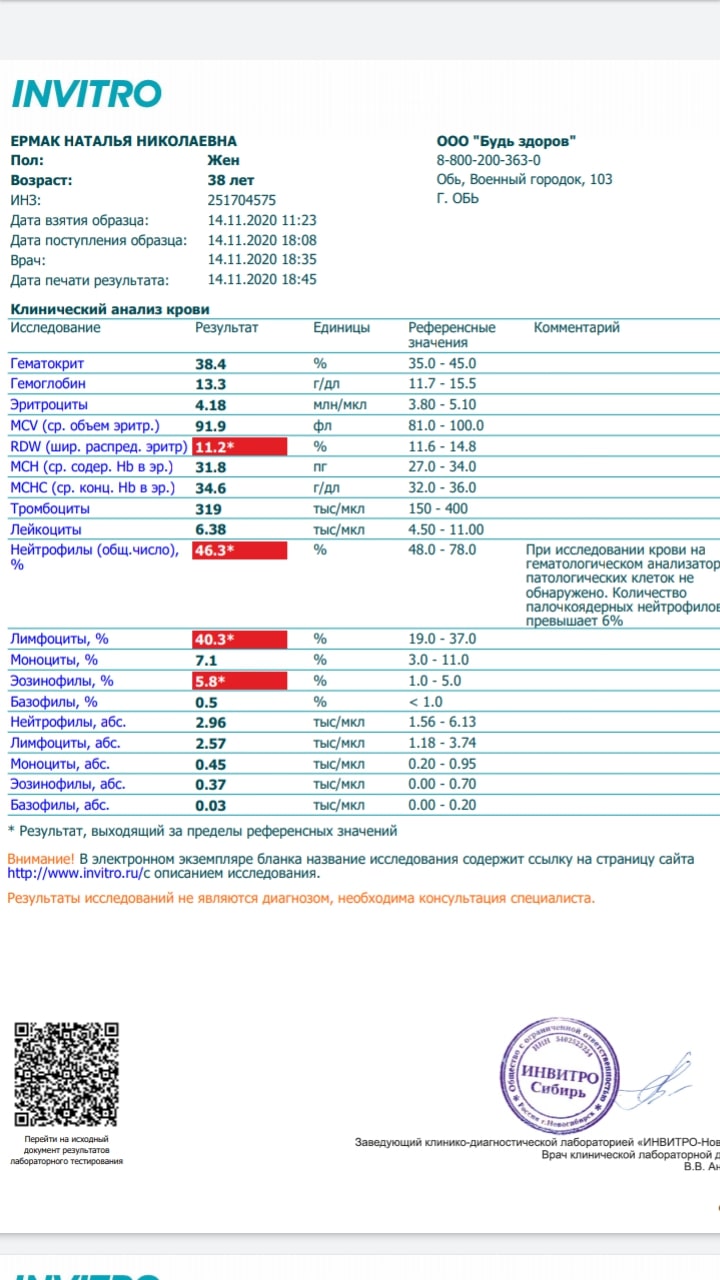 INVITRO
ЕРМАК НАТАЛЬЯ НИКОЛАЕВНА
Пол: Жен
Возраст: 38 лет
ИНЗ: 251704575
Дата взятия образца: 14.11.2020 11:23
Дата поступления образца: 14.11.2020 18:08
Врач: 14.11.2020 18:35
Дата печати результата: 14.11.2020 18:45
ООО "Будь здоров"
8-800-200-363-0
Обь, Военный городок, 103
Г. ОБЬ
Клинический анализ крови
Исследование Результат Единицы Референсные значения Комментарий
Гематокрит 38.4 % 35.0 - 45.0
Гемоглобин 13.3 г/дл 11.7 - 15.5
Эритроциты 4.18 млн/мкл 3.80 - 5.10
MCV (ср. объем эритр.) 91.9 фл 81.0 - 100.0
RDW (шир. распред. эритр) 11.2* % 11.6 - 14.8
MCH (ср. содер. Hb в эр.) 31.8 пг 27.0 - 34.0
MCHC (ср. конц. Hb в эр.) 34.6 г/дл 32.0 - 36.0
Тромбоциты 319 тыс/мкл 150 - 400
Лейкоциты 6.38 тыс/мкл 4.50 - 11.00
Нейтрофилы (общ.число), % 46.3* % 48.0 - 78.0
При исследовании крови на
гематологическом анализатор
патологических клеток не
обнаружено. Количество
палочкоядерных нейтрофилов
превышает 6%
Лимфоциты, % 40.3* % 19.0 - 37.0
Моноциты, % 7.1 % 3.0 - 11.0
Эозинофилы, % 5.8* % 1.0 - 5.0
Базофилы, % 0.5 % < 1.0
Нейтрофилы, абс. 2.96 тыс/мкл 1.56 - 6.13
Лимфоциты, абс. 2.57 тыс/мкл 1.18 - 3.74
Моноциты, абс. 0.45 тыс/мкл 0.20 - 0.95
Эозинофилы, абс. 0.37 тыс/мкл 0.00 - 0.70
Базофилы, абс. 0.03 тыс/мкл 0.00 - 0.20
* Результат, выходящий за пределы референсных значений
Внимание! В электронном экземпляре бланка название исследования содержит ссылку на страницу сайта
http://www.invitro.ru/с описанием исследования.
Результаты исследований не являются диагнозом, необходима консультация специалиста.
Перейти на исходный
документ результатов
лабораторного тестирования
Общество с ограниченной ответственностью
ИНН
ИНВИТРО
Сибирь
Россия г.Новосибирск
Заведующий клинико-диагностической лабораторией «ИНВИТРО-Нов
Врач клинической лабораторной д
В.В. Ан